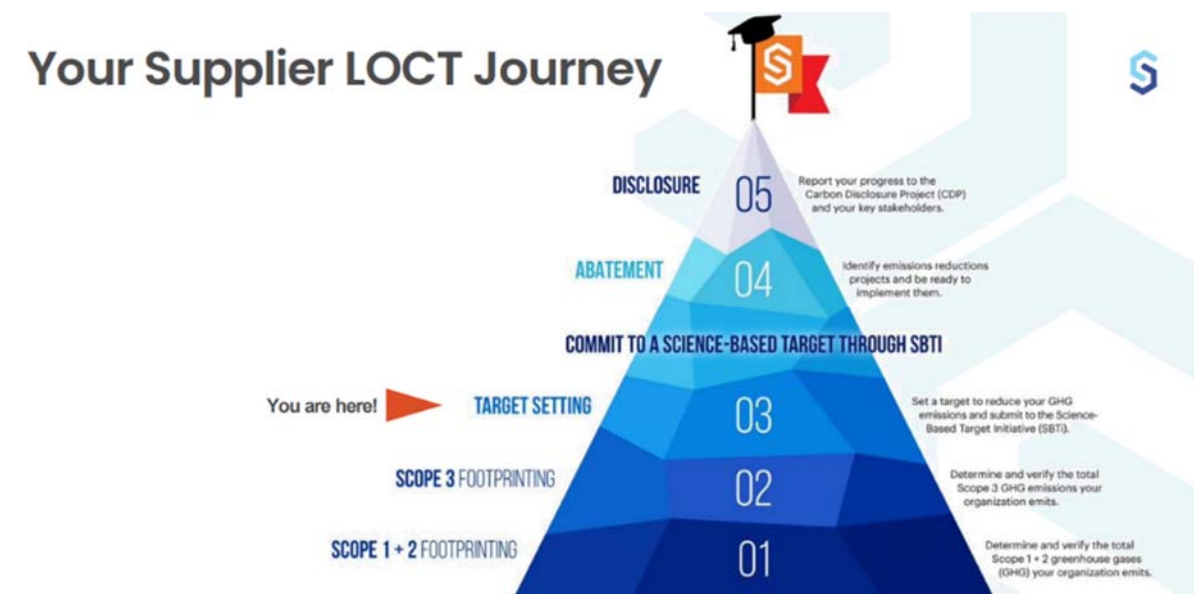 Your Supplier LOCT Journey
DISCLOSURE
05
Report your progress to the
Carbon Disclosure Project (CDP)
and your key stakeholders.
ABATEMENT
04
Identify emissions reductions
projects and be ready to
implement them.
COMMIT TO A SCIENCE-BASED TARGET THROUGH SBTI
You are here!
TARGET SETTING
03
Set a target to reduce your GHG
emissions and submit to the Science-
Based Target Initiative (SBTi).
SCOPE 3 FOOTPRINTING
02
Determine and verify the total
Scope 3 GHG emissions your
organization emits.
SCOPE 1 + 2 FOOTPRINTING
01
Determine and verify the total
Scope 1 + 2 greenhouse gases
(GHG) your organization emits.